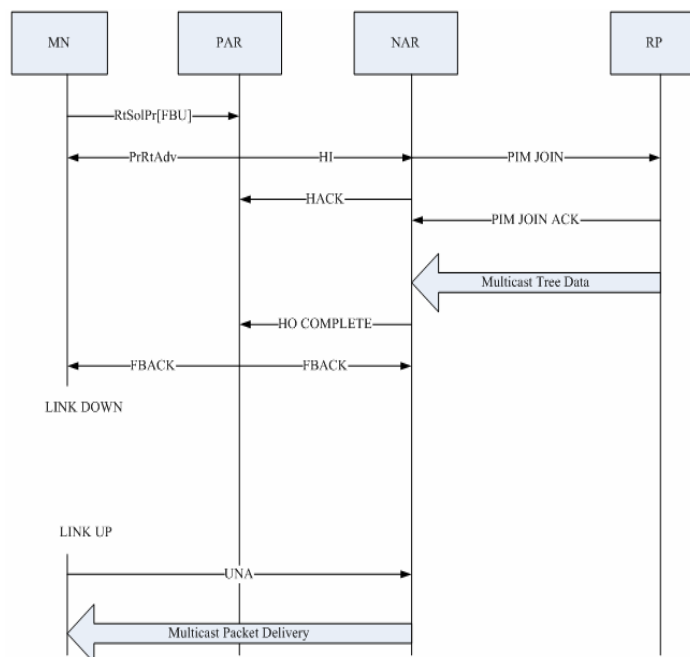 MN PAR NAR RP
RtSolPr[FBU]
PrRtAdv HI PIM JOIN
HACK
PIM JOIN ACK
Multicast Tree Data
HO COMPLETE
FBACK FBACK
LINK DOWN
LINK UP
UNA
Multicast Packet Delivery